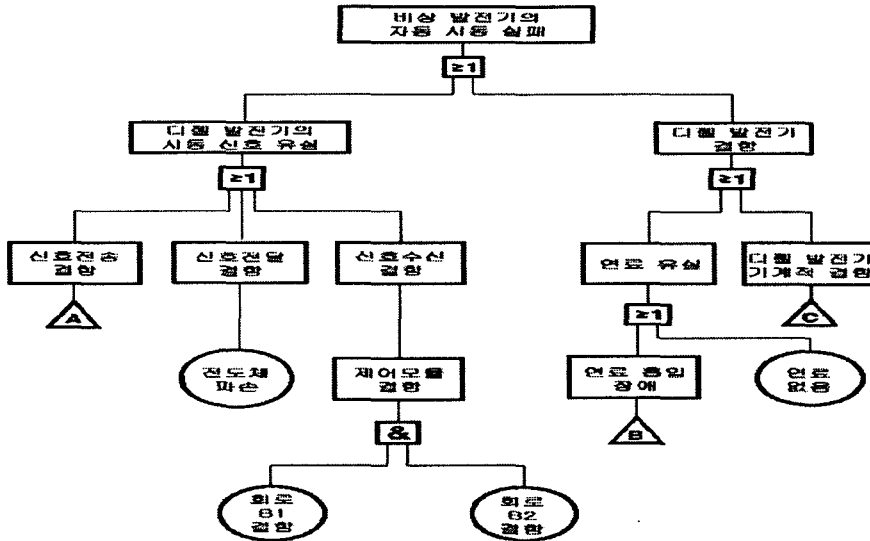 비상 발전기의
자동 시동 실패
≥1
디젤 발전기의
시동 신호 유실
디젤 발전기
결함
≥1
≥1
신호전송
결함
신호전달
결함
신호수신
결함
연료 유실
디젤 발전기
기계적 결함
A
C
≥1
전도체
파손
제어모듈
결함
연료 흡입
장애
연료
없음
&
B
회로
61
결함
회로
62
결함